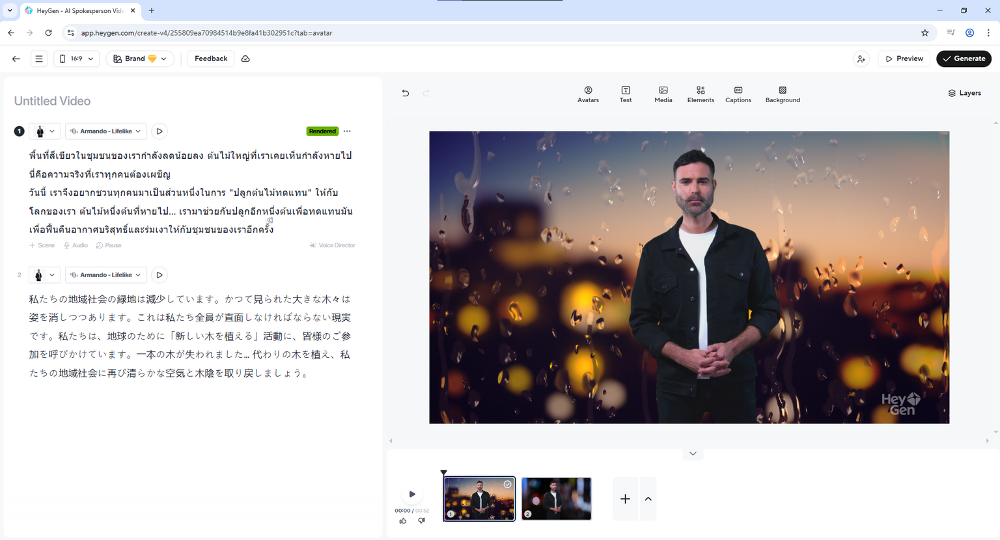 HeyGen - AI Spokesperson Vide
app.heygen.com/create-v4/255809ea70984514b9e8fa41b302951c?tab=avatar
16:9
Brand
Feedback
Preview
Generate
Untitled Video
Avatars
Text
Media
Elements
Captions
Background
Layers
1
Armando - Lifelike
Rendered
พื้นที่สีเขียวในชุมชนของเรากำลังลดน้อยลง ต้นไม้ใหญ่ที่เราเคยเห็นกำลังหายไป
นี่คือความจริงที่เราทุกคนต้องเผชิญ
วันนี้ เราจึงอยากชวนทุกคนมาเป็นส่วนหนึ่งในการ "ปลูกต้นไม้ทดแทน" ให้กับ
โลกของเรา ต้นไม้หนึ่งต้นที่หายไป... เรามาช่วยกันปลูกอีกหนึ่งต้นเพื่อทดแทนมัน
เพื่อฟื้นคืนอากาศบริสุทธิ์และร่มเงาให้กับชุมชนของเราอีกครั้ง
Scene
Audio
Pause
Voice Director
2
Armando - Lifelike
私たちの地域社会の緑地は減少しています。かつて見られた大きな木々は
姿を消しつつあります。これは私たち全員が直面しなければならない現実
です。私たちは、地球のために「新しい木を植える」活動に、皆様のご参
加を呼びかけています。一本の木が失われました... 代わりの木を植え、私
たちの地域社会に再び清らかな空気と木陰を取り戻しましょう。
Hey
Gen
00:00 / 00:52
1
2